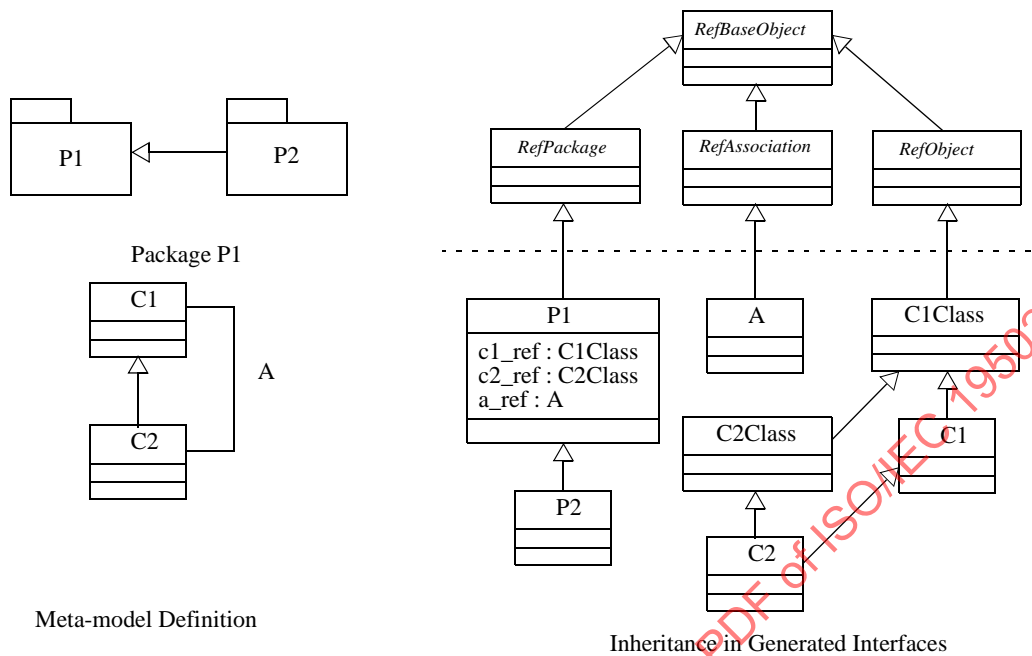 RefBaseObject
P1
P2
RefPackage
RefAssociation
RefObject
Package P1
C1
A
C2
P1
c1_ref : C1Class
c2_ref : C2Class
a_ref : A
A
C1Class
C2Class
C1
P2
C2
Meta-model Definition
Inheritance in Generated Interfaces
PDF of ISO/IEC 19502